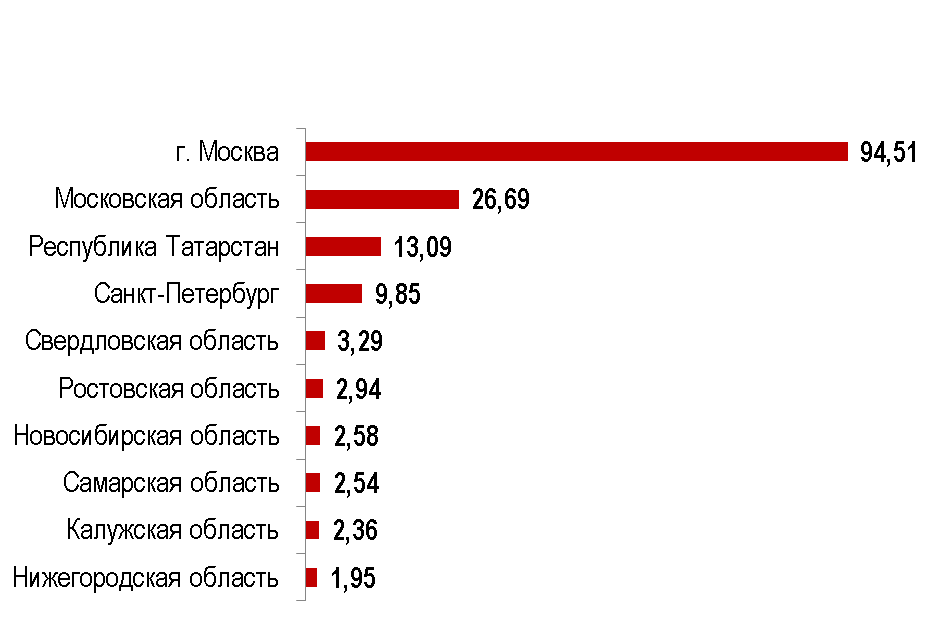 г. Москва 94,51
Московская область 26,69
Республика Татарстан 13,09
Санкт-Петербург 9,85
Свердловская область 3,29
Ростовская область 2,94
Новосибирская область 2,58
Самарская область 2,54
Калужская область 2,36
Нижегородская область 1,95